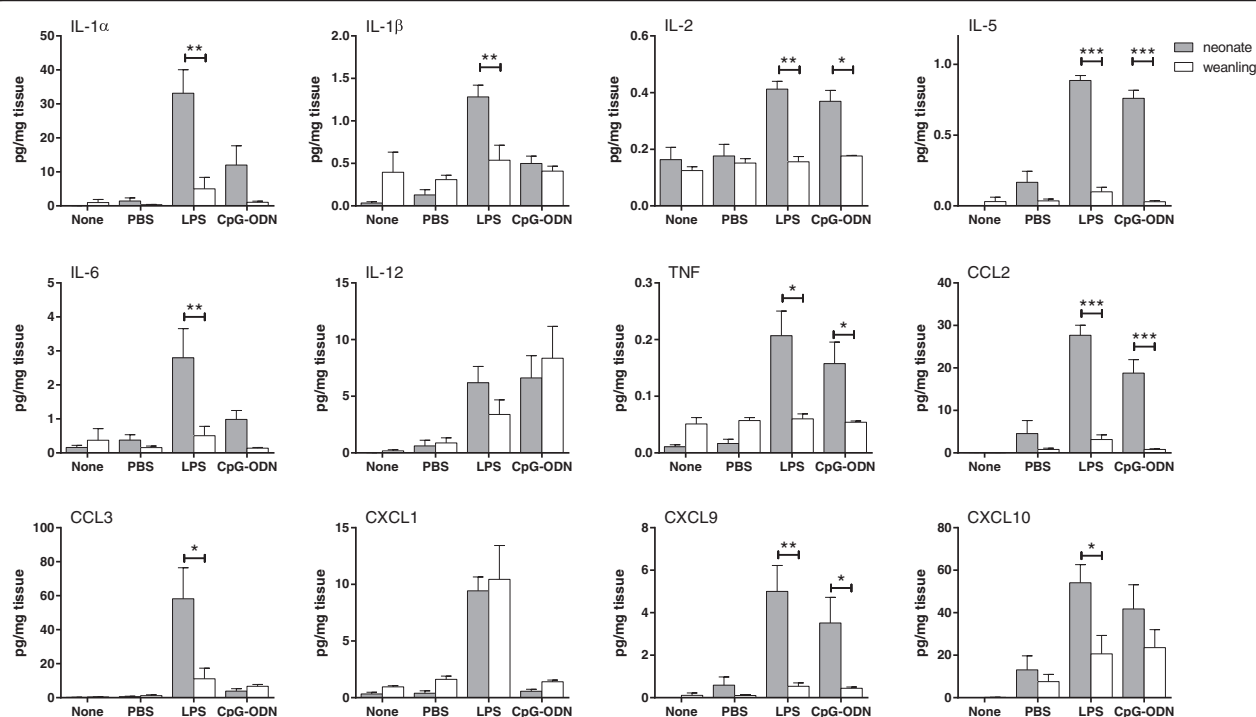 IL-1α
50
40
30
20
10
0
pg/mg tissue
**
None PBS LPS CpG-ODN
IL-1β
2.0
1.5
1.0
0.5
0.0
pg/mg tissue
**
None PBS LPS CpG-ODN
IL-2
0.6
0.4
0.2
0.0
pg/mg tissue
** *
None PBS LPS CpG-ODN
IL-5
1.0
0.5
0.0
pg/mg tissue
*** ***
None PBS LPS CpG-ODN
neonate
weanling
IL-6
5
4
3
2
1
0
pg/mg tissue
**
None PBS LPS CpG-ODN
IL-12
15
10
5
0
pg/mg tissue
None PBS LPS CpG-ODN
TNF
0.3
0.2
0.1
0.0
pg/mg tissue
*
*
None PBS LPS CpG-ODN
CCL2
40
30
20
10
0
pg/mg tissue
***
***
None PBS LPS CpG-ODN
CCL3
100
80
60
40
20
0
pg/mg tissue
*
None PBS LPS CpG-ODN
CXCL1
15
10
5
0
pg/mg tissue
None PBS LPS CpG-ODN
CXCL9
8
6
4
2
0
pg/mg tissue
**
*
None PBS LPS CpG-ODN
CXCL10
80
60
40
20
0
pg/mg tissue
*
None PBS LPS CpG-ODN